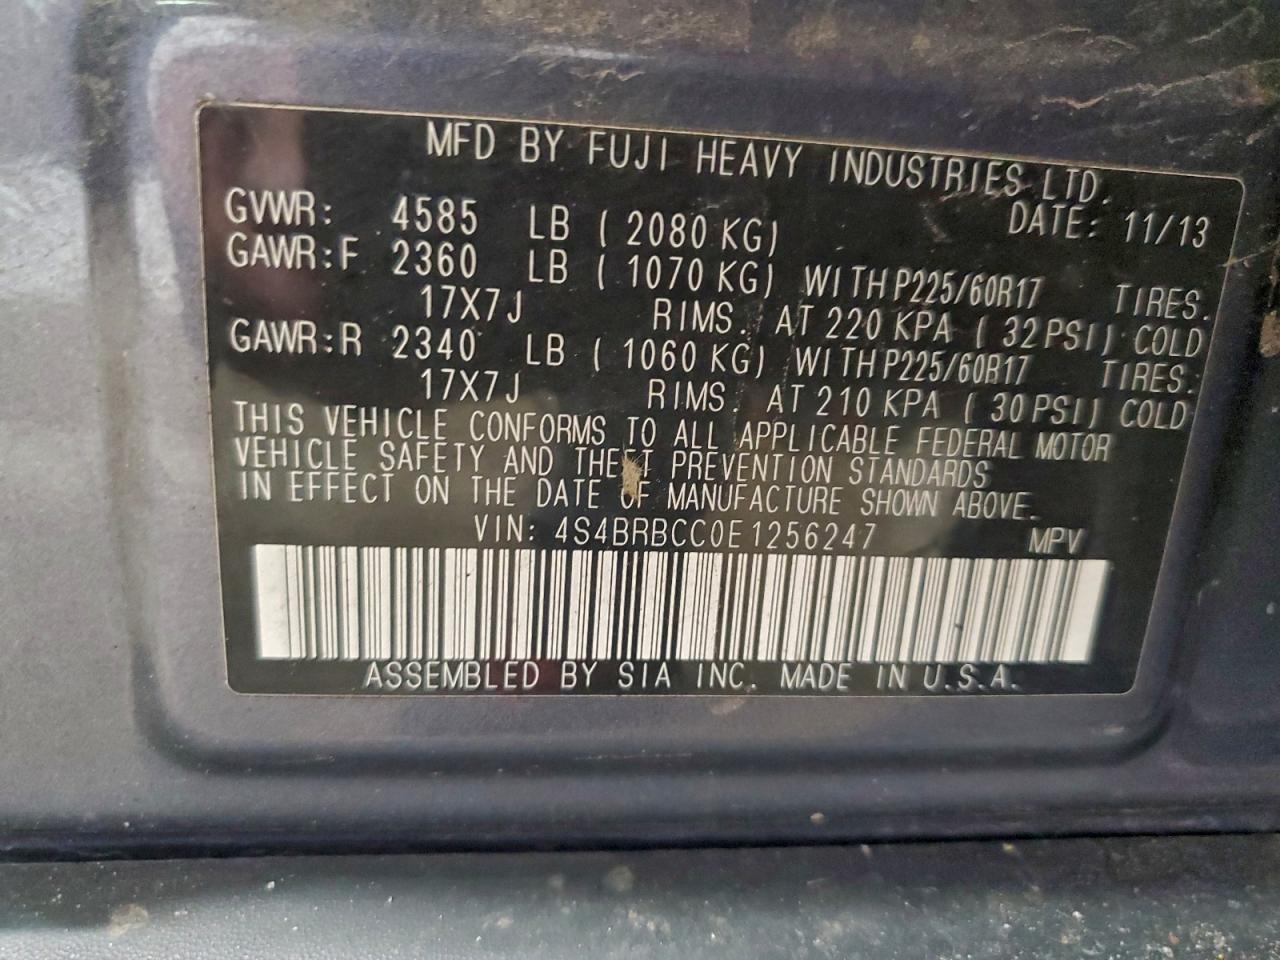 MFD BY FUJI HEAVY INDUSTRIES LTD.
DATE: 11/13
GVWR: 4585 LB ( 2080 KG)
GAWR:F 2360 LB ( 1070 KG) WITH P225/60R17 TIRES.
17X7J RIMS. AT 220 KPA ( 32 PSI) COLD
GAWR:R 2340 LB ( 1060 KG) WITH P225/60R17 TIRES.
17X7J RIMS. AT 210 KPA ( 30 PSI) COLD
THIS VEHICLE CONFORMS TO ALL APPLICABLE FEDERAL MOTOR
VEHICLE SAFETY AND THEFT PREVENTION STANDARDS
IN EFFECT ON THE DATE OF MANUFACTURE SHOWN ABOVE.
VIN: 4S4BRBCC0E1256247 MPV
ASSEMBLED BY SIA INC. MADE IN U.S.A.